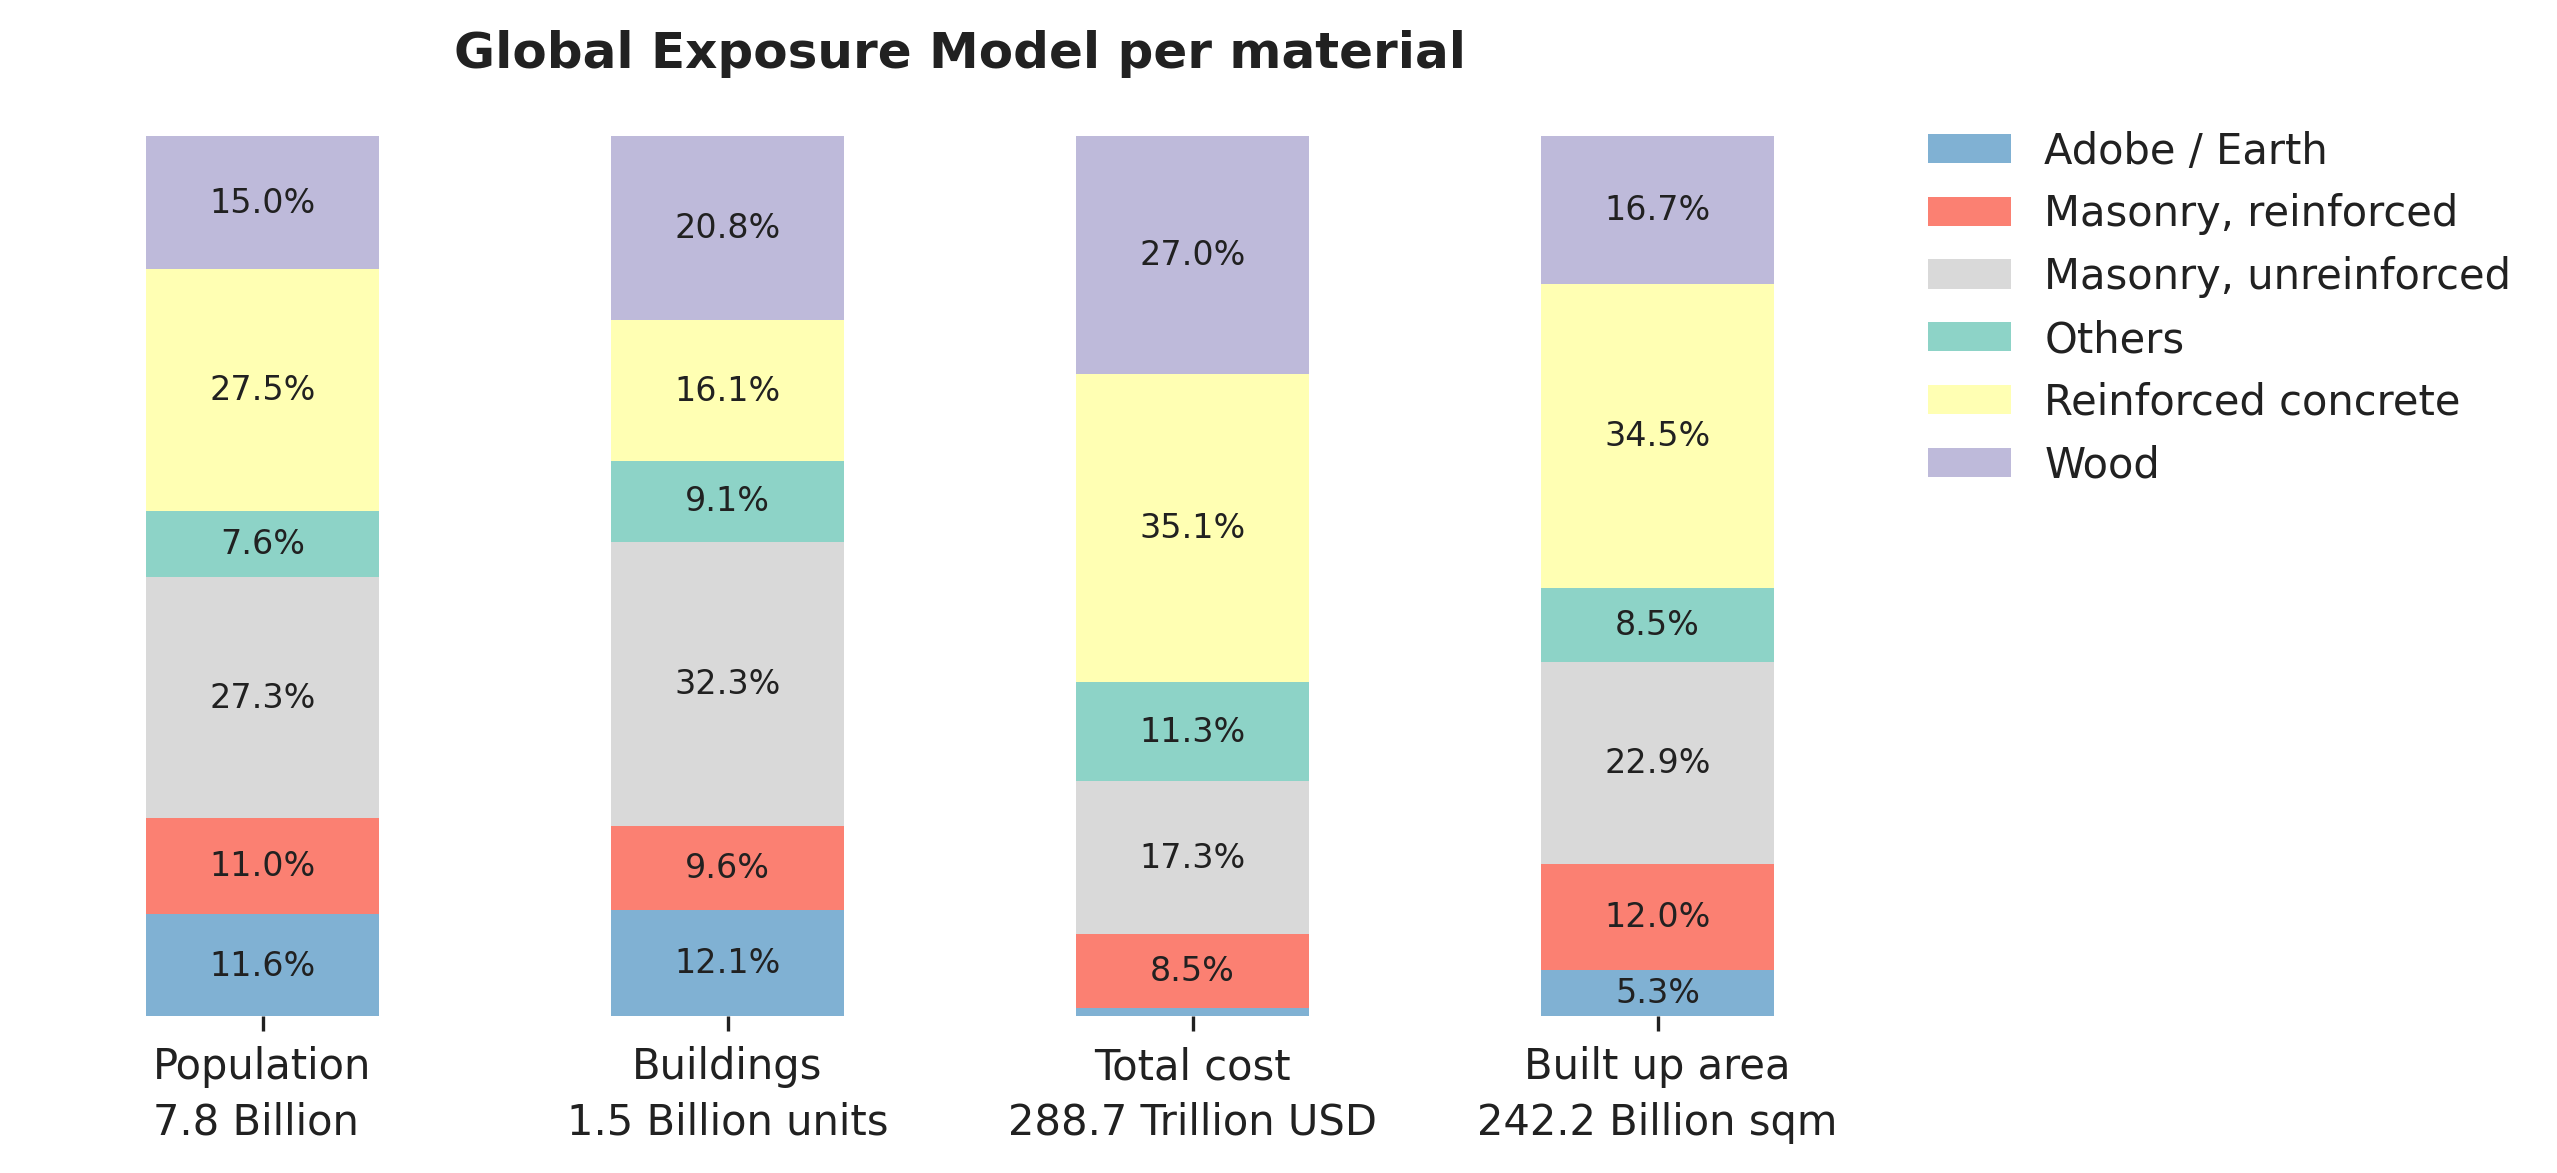 Global Exposure Model per material
15.0%
27.5%
7.6%
27.3%
11.0%
11.6%
Population
7.8 Billion
20.8%
16.1%
9.1%
32.3%
9.6%
12.1%
Buildings
1.5 Billion units
27.0%
35.1%
11.3%
17.3%
8.5%
Total cost
288.7 Trillion USD
16.7%
34.5%
8.5%
22.9%
12.0%
5.3%
Built up area
242.2 Billion sqm
Adobe / Earth
Masonry, reinforced
Masonry, unreinforced
Others
Reinforced concrete
Wood